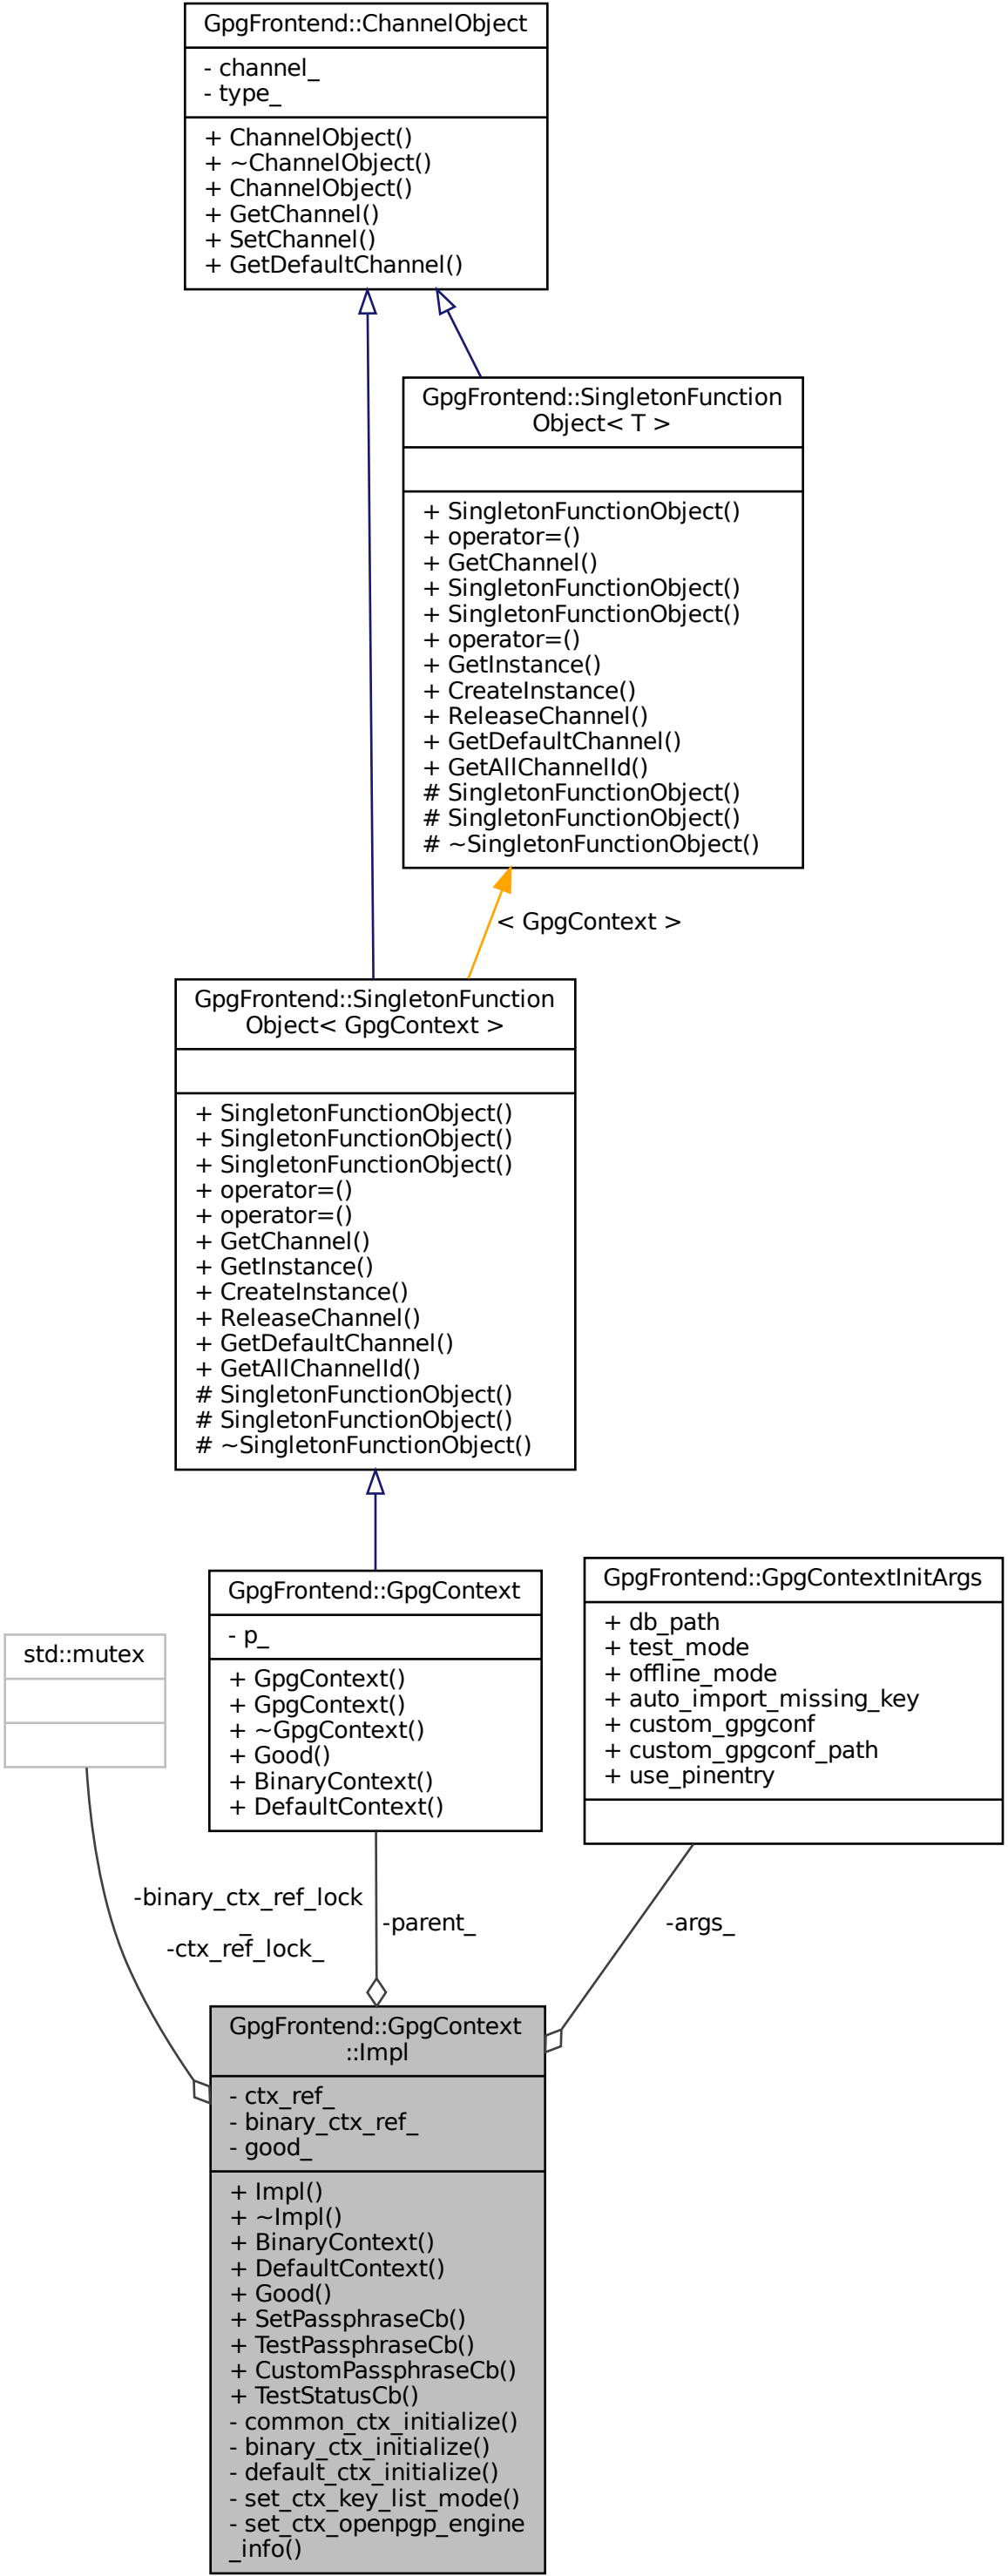 GpgFrontend::ChannelObject
- channel_
- type_
+ ChannelObject()
+ ~ChannelObject()
+ ChannelObject()
+ GetChannel()
+ SetChannel()
+ GetDefaultChannel()
GpgFrontend::SingletonFunction
Object< T >
+ SingletonFunctionObject()
+ operator=()
+ GetChannel()
+ SingletonFunctionObject()
+ SingletonFunctionObject()
+ operator=()
+ GetInstance()
+ CreateInstance()
+ ReleaseChannel()
+ GetDefaultChannel()
+ GetAllChannelId()
# SingletonFunctionObject()
# SingletonFunctionObject()
# ~SingletonFunctionObject()
< GpgContext >
GpgFrontend::SingletonFunction
Object< GpgContext >
+ SingletonFunctionObject()
+ SingletonFunctionObject()
+ SingletonFunctionObject()
+ operator=()
+ operator=()
+ GetChannel()
+ GetInstance()
+ CreateInstance()
+ ReleaseChannel()
+ GetDefaultChannel()
+ GetAllChannelId()
# SingletonFunctionObject()
# SingletonFunctionObject()
# ~SingletonFunctionObject()
std::mutex
GpgFrontend::GpgContext
- p_
+ GpgContext()
+ GpgContext()
+ ~GpgContext()
+ Good()
+ BinaryContext()
+ DefaultContext()
GpgFrontend::GpgContextInitArgs
+ db_path
+ test_mode
+ offline_mode
+ auto_import_missing_key
+ custom_gpgconf
+ custom_gpgconf_path
+ use_pinentry
-binary_ctx_ref_lock
_
-ctx_ref_lock_
-parent_
-args_
GpgFrontend::GpgContext
::Impl
- ctx_ref_
- binary_ctx_ref_
- good_
+ Impl()
+ ~Impl()
+ BinaryContext()
+ DefaultContext()
+ Good()
+ SetPassphraseCb()
+ TestPassphraseCb()
+ CustomPassphraseCb()
+ TestStatusCb()
- common_ctx_initialize()
- binary_ctx_initialize()
- default_ctx_initialize()
- set_ctx_key_list_mode()
- set_ctx_openpgp_engine
_info()